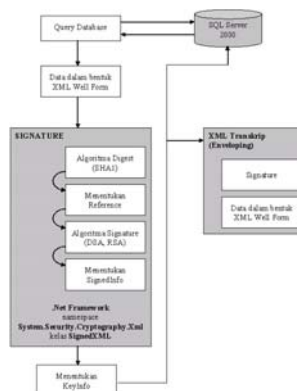 Query Database
SQL Server
2000
Data dalam bentuk
XML Well Form
SIGNATURE
Algoritma Digest
(SHA1)
Menentukan
Reference
Algoritma Signature
(DSA, RSA)
Menentukan
SignedInfo
.Net Framework
namespace
System.Security.Cryptography.Xml
kelas SignedXML
Menentukan
KeyInfo
XML Transkrip
(Enveloping)
Signature
Data dalam bentuk
XML Well Form